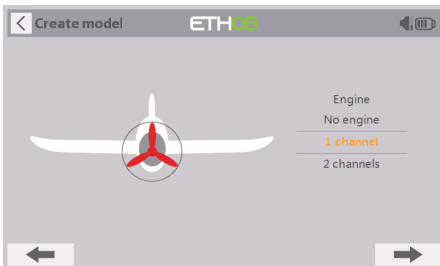 Create model
ETHOS
Engine
No engine
1 channel
2 channels